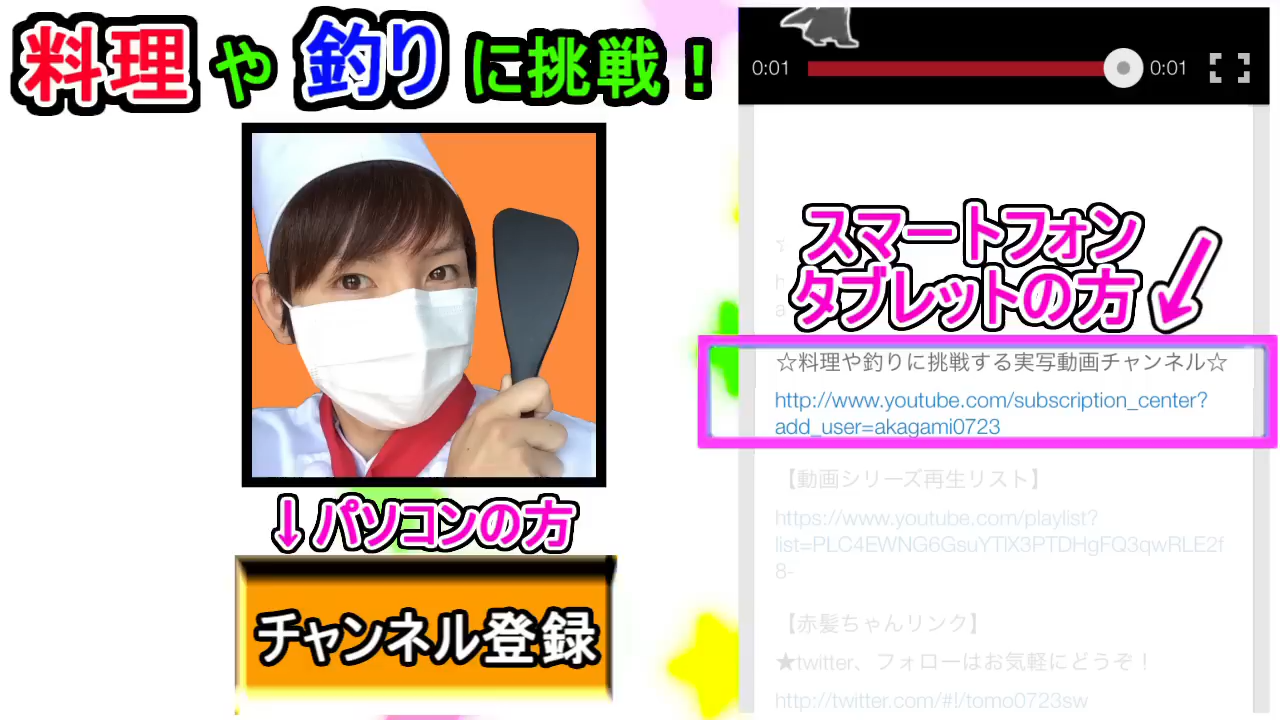 料理や釣りに挑戦！
↓パソコンの方
チャンネル登録
0:01
0:01
スマートフォン
タブレットの方
☆料理や釣りに挑戦する実写動画チャンネル☆
http://www.youtube.com/subscription_center?
add_user=akagami0723
【動画シリーズ再生リスト】
https://www.youtube.com/playlist?
list=PLC4EWNG6GsuYTlX3PTDHgFQ3qwRLE2f
8-
【赤髪ちゃんリンク】
★twitter、フォローはお気軽にどうぞ！
http://twitter.com/#!/tomo0723sw